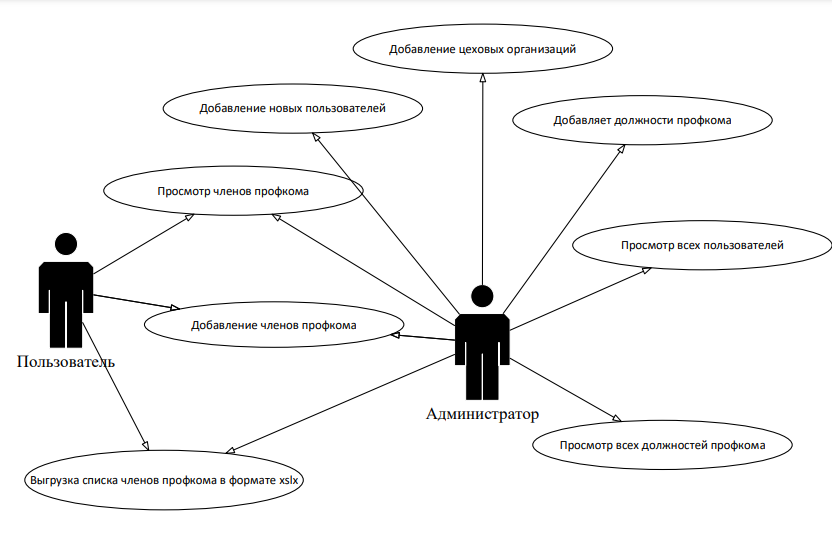 Добавление цеховых организаций
Добавление новых пользователей
Добавляет должности профкома
Просмотр членов профкома
Просмотр всех пользователей
Добавление членов профкома
Пользователь
Администратор
Просмотр всех должностей профкома
Выгрузка списка членов профкома в формате xslx